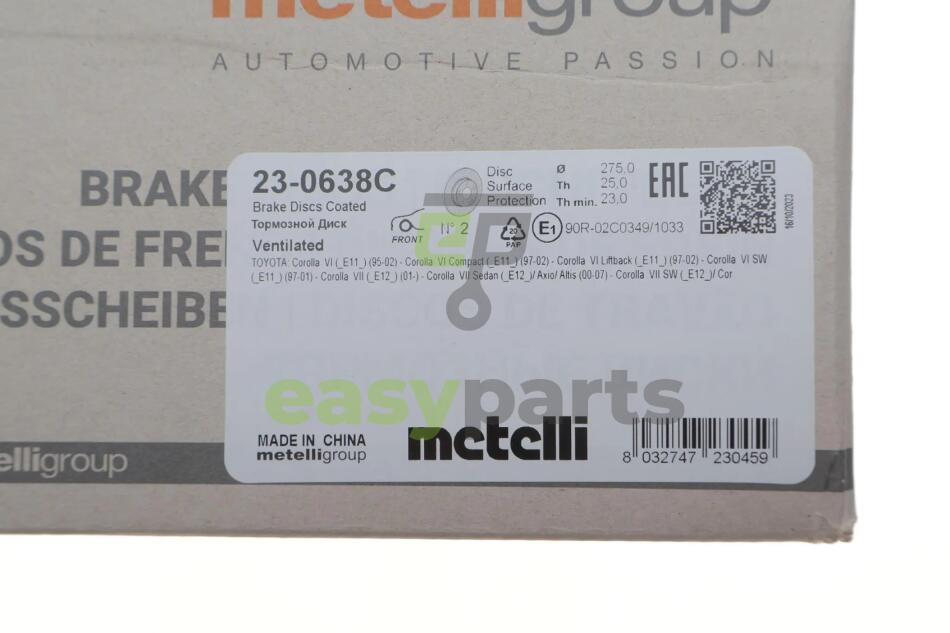 metelligroup
AUTOMOTIVE PASSION
BRAKE
OS DE FRE
SSCHEIBE
elligroup
23-0638C
Brake Discs Coated
Тормозной Диск
Ventilated
Disc Surface Protection
Ø 275,0
Th 25,0
Th min. 23,0
EAC
16/10/2023
FRONT
N° 2
20
PAP
E1 90R-02C0349/1033
TOYOTA: Corolla VI (_E11_) (95-02) - Corolla VI Compact (_E11_) (97-02) - Corolla VI Liftback (_E11_) (97-02) - Corolla VI SW
(_E11_) (97-01) - Corolla VII (_E12_) (01-) - Corolla VII Sedan (_E12_)/ Axio/ Altis (00-07) - Corolla VII SW (_E12_)/ Cor
easyparts
MADE IN CHINA
metelligroup
metelli
8 032747 230459